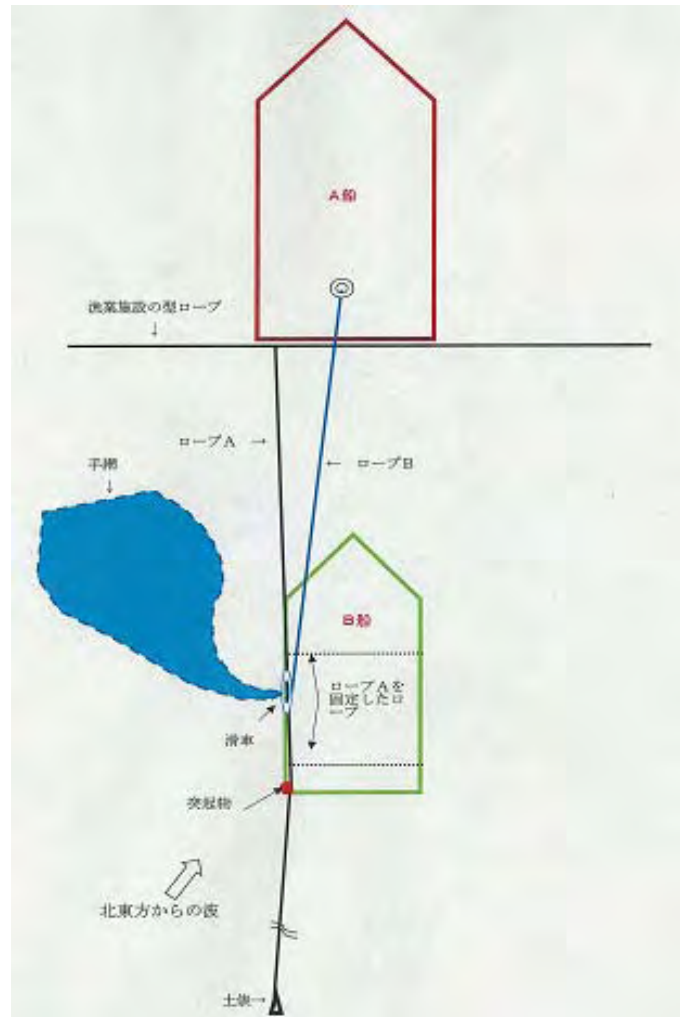 A船
漁業施設の型ロープ
↓
ロープA →
← ロープB
手網
↓
B船
ロープAを
固定したロ
ープ
滑車
突起物
北東方からの波
土俵→